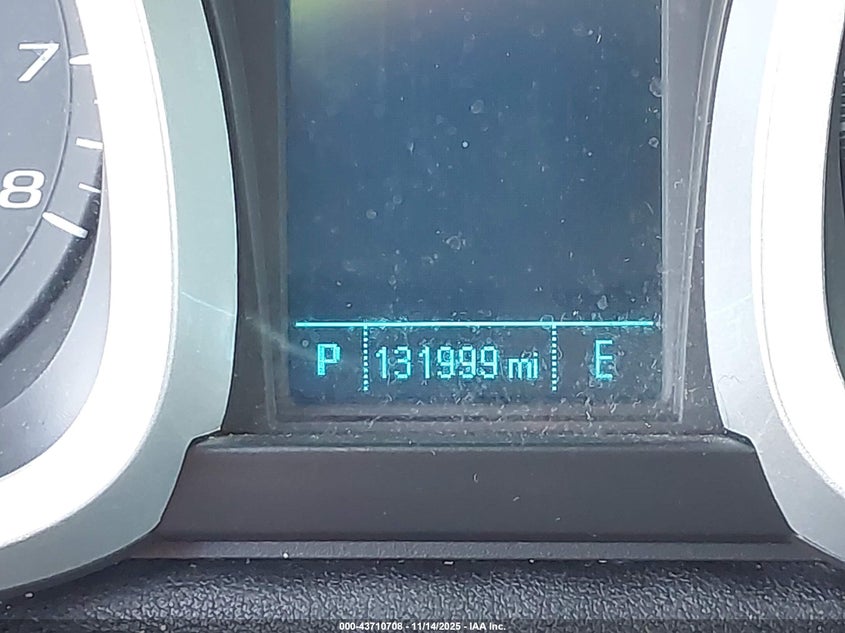 7
8
P 131999 mi E
000-43710708 - 11/14/2025 - IAA Inc.